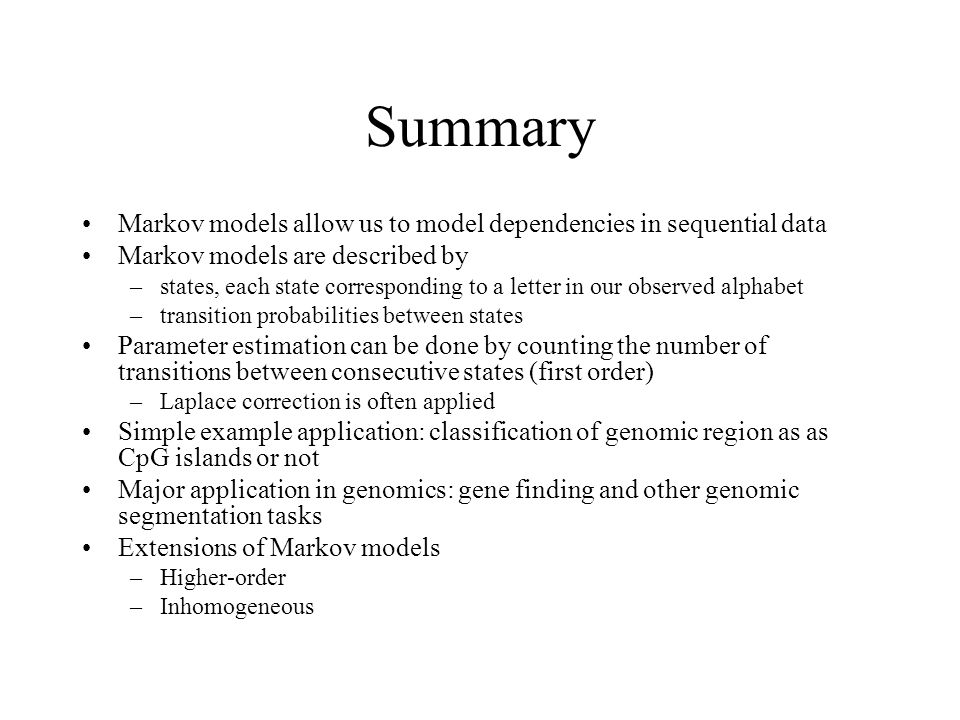 Summary
• Markov models allow us to model dependencies in sequential data
• Markov models are described by
– states, each state corresponding to a letter in our observed alphabet
– transition probabilities between states
• Parameter estimation can be done by counting the number of
transitions between consecutive states (first order)
– Laplace correction is often applied
• Simple example application: classification of genomic region as as
CpG islands or not
• Major application in genomics: gene finding and other genomic
segmentation tasks
• Extensions of Markov models
– Higher-order
– Inhomogeneous